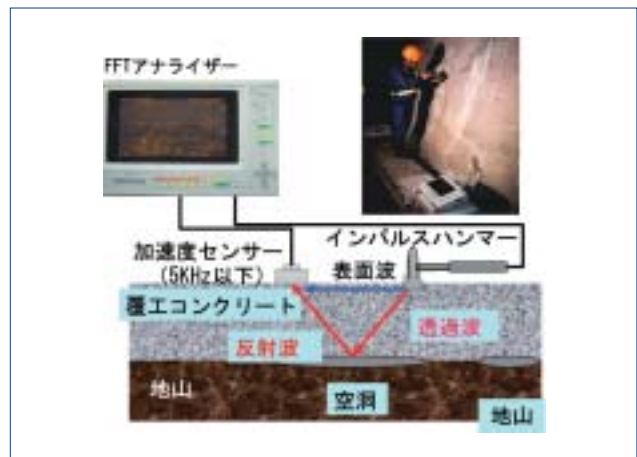 FFTアナライザー
加速度センサー
(5KHz以下)
インパルスハンマー
表面波
覆工コンクリート
反射波
透過波
地山
空洞
地山